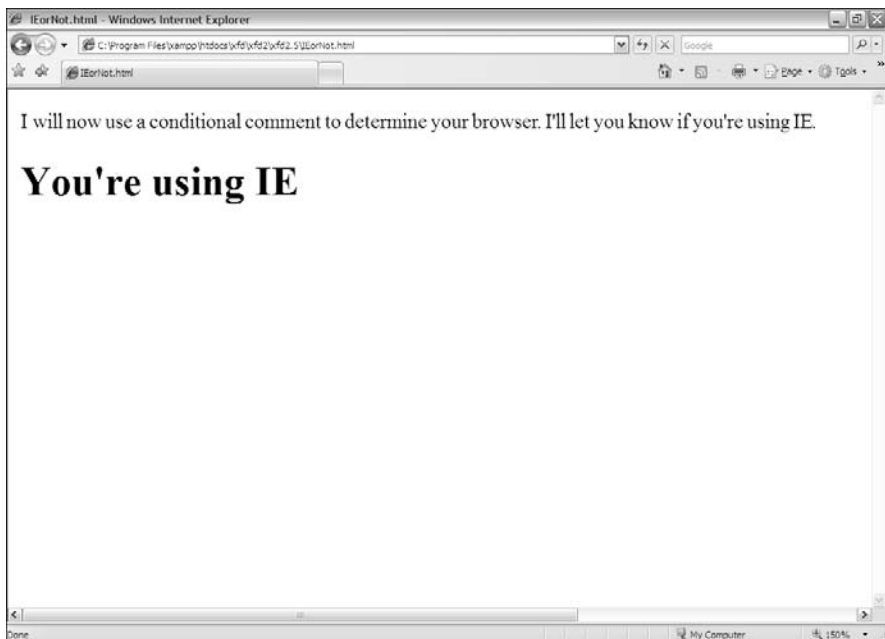 IEorNot.html - Windows Internet Explorer
C:\Program Files\xampp\htdocs\xfd\xfd2\xfd2.5\IEorNot.html
Google
IEorNot.html
Page
Tools
I will now use a conditional comment to determine your browser. I'll let you know if you're using IE.
You're using IE
Done
My Computer
150%